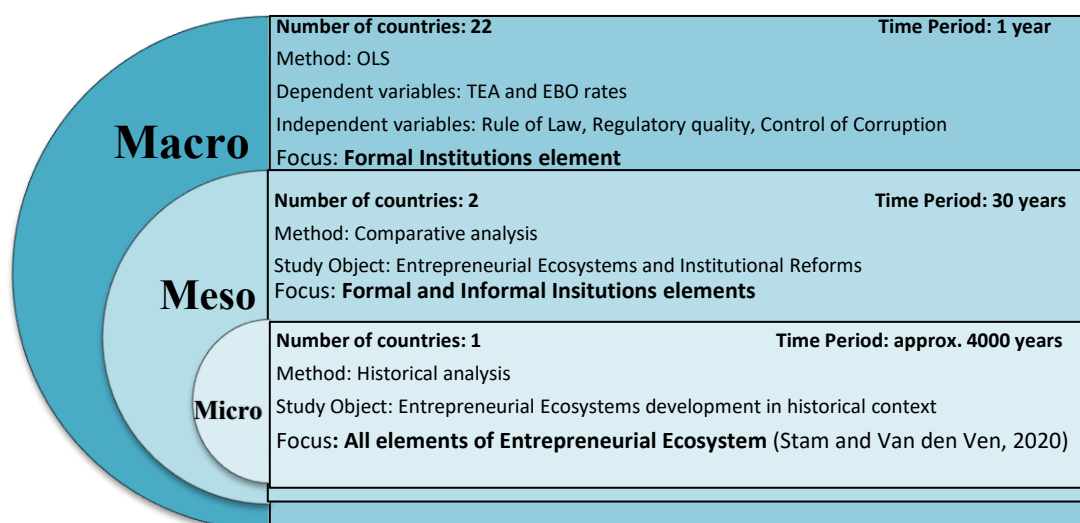 Number of countries: 22 Time Period: 1 year
Method: OLS
Dependent variables: TEA and EBO rates
Independent variables: Rule of Law, Regulatory quality, Control of Corruption
Macro
Focus: Formal Institutions element
Number of countries: 2 Time Period: 30 years
Method: Comparative analysis
Study Object: Entrepreneurial Ecosystems and Institutional Reforms
Meso
Focus: Formal and Informal Insitutions elements
Number of countries: 1 Time Period: approx. 4000 years
Method: Historical analysis
Micro
Study Object: Entrepreneurial Ecosystems development in historical context
Focus: All elements of Entrepreneurial Ecosystem (Stam and Van den Ven, 2020)